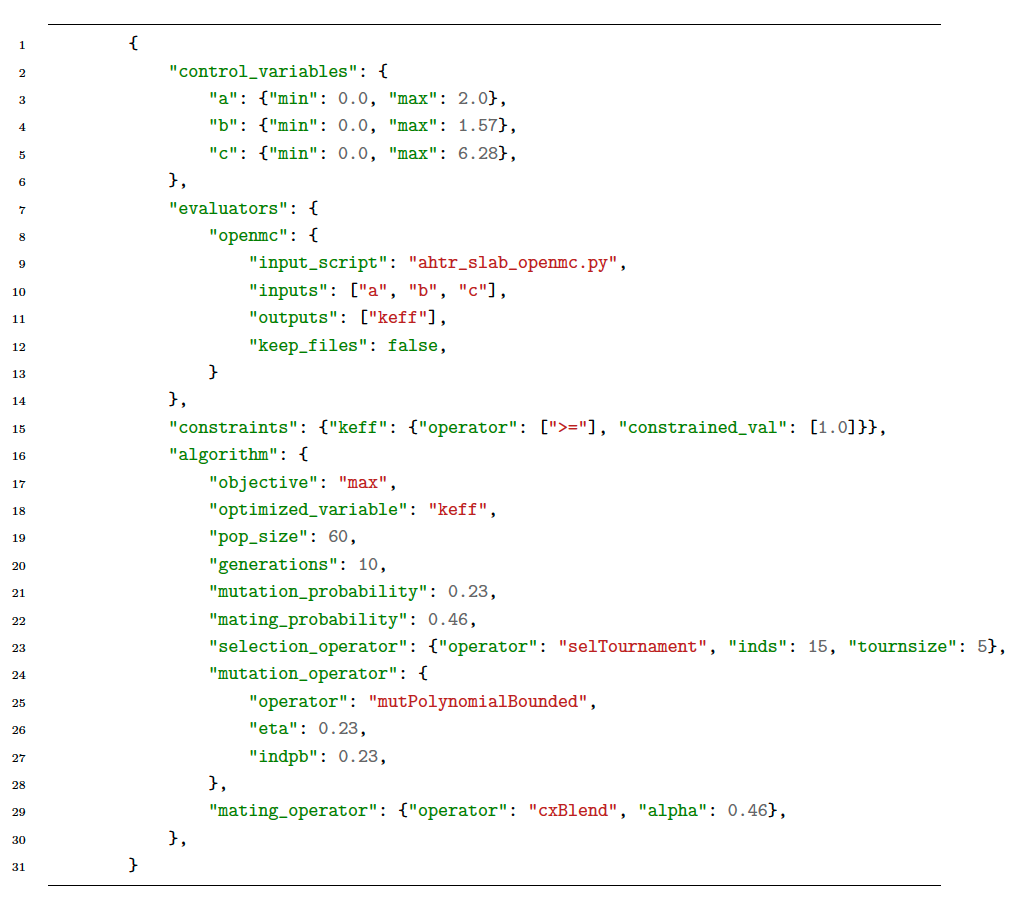 1 {
2 "control_variables": {
3 "a": {"min": 0.0, "max": 2.0},
4 "b": {"min": 0.0, "max": 1.57},
5 "c": {"min": 0.0, "max": 6.28},
6 },
7 "evaluators": {
8 "openmc": {
9 "input_script": "ahtr_slab_openmc.py",
10 "inputs": ["a", "b", "c"],
11 "outputs": ["keff"],
12 "keep_files": false,
13 }
14 },
15 "constraints": {"keff": {"operator": [">="], "constrained_val": [1.0]}},
16 "algorithm": {
17 "objective": "max",
18 "optimized_variable": "keff",
19 "pop_size": 60,
20 "generations": 10,
21 "mutation_probability": 0.23,
22 "mating_probability": 0.46,
23 "selection_operator": {"operator": "selTournament", "inds": 15, "tournsize": 5},
24 "mutation_operator": {
25 "operator": "mutPolynomialBounded",
26 "eta": 0.23,
27 "indpb": 0.23,
28 },
29 "mating_operator": {"operator": "cxBlend", "alpha": 0.46},
30 },
31 }